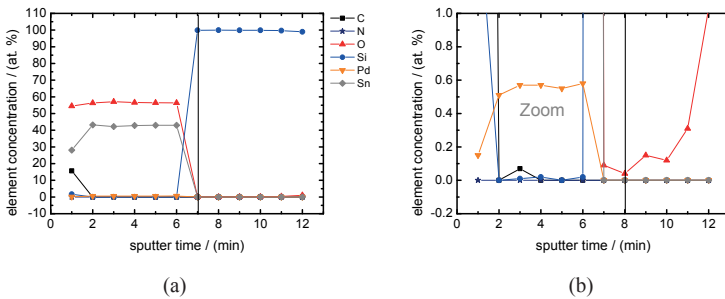 element concentration / (at. %)
110
100
90
80
70
60
50
40
30
20
10
0
-10
0 2 4 6 8 10 12 14
sputter time / (min)
C
N
O
Si
Pd
Sn
(a)
element concentration / (at. %)
1.0
0.8
0.6
0.4
0.2
0.0
-0.2
Zoom
0 2 4 6 8 10 12 14
sputter time / (min)
(b)